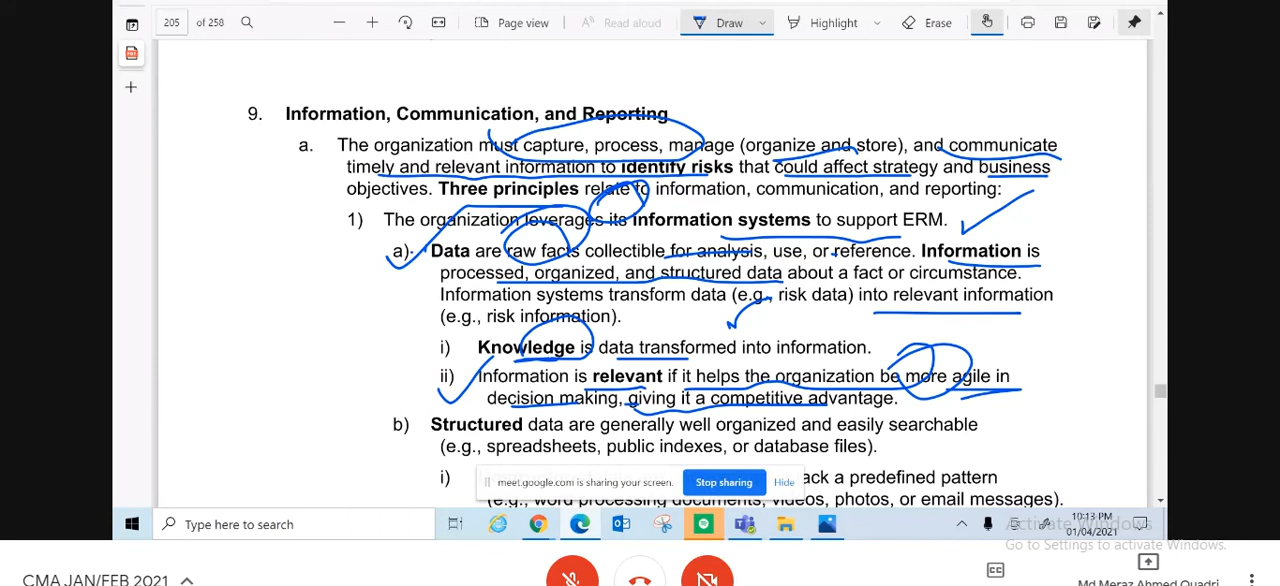 205 of 258 Page view Read aloud Draw Highlight Erase
9. Information, Communication, and Reporting
a. The organization must capture, process, manage (organize and store), and communicate
timely and relevant information to identify risks that could affect strategy and business
objectives. Three principles relate to information, communication, and reporting:
1) The organization leverages its information systems to support ERM.
a) Data are raw facts collectible for analysis, use, or reference. Information is
processed, organized, and structured data about a fact or circumstance.
Information systems transform data (e.g., risk data) into relevant information
(e.g., risk information).
i) Knowledge is data transformed into information.
ii) Information is relevant if it helps the organization be more agile in
decision making, giving it a competitive advantage.
b) Structured data are generally well organized and easily searchable
(e.g., spreadsheets, public indexes, or database files).
i) lack a predefined pattern
(e.g., word processing documents, videos, photos, or email messages).
meet.google.com is sharing your screen. Stop sharing Hide
Type here to search
10:13 PM
01/04/2021
Activate Windows
Go to Settings to activate Windows.
CMA JAN/FEB 2021
Md Meraz Ahmed Quadri